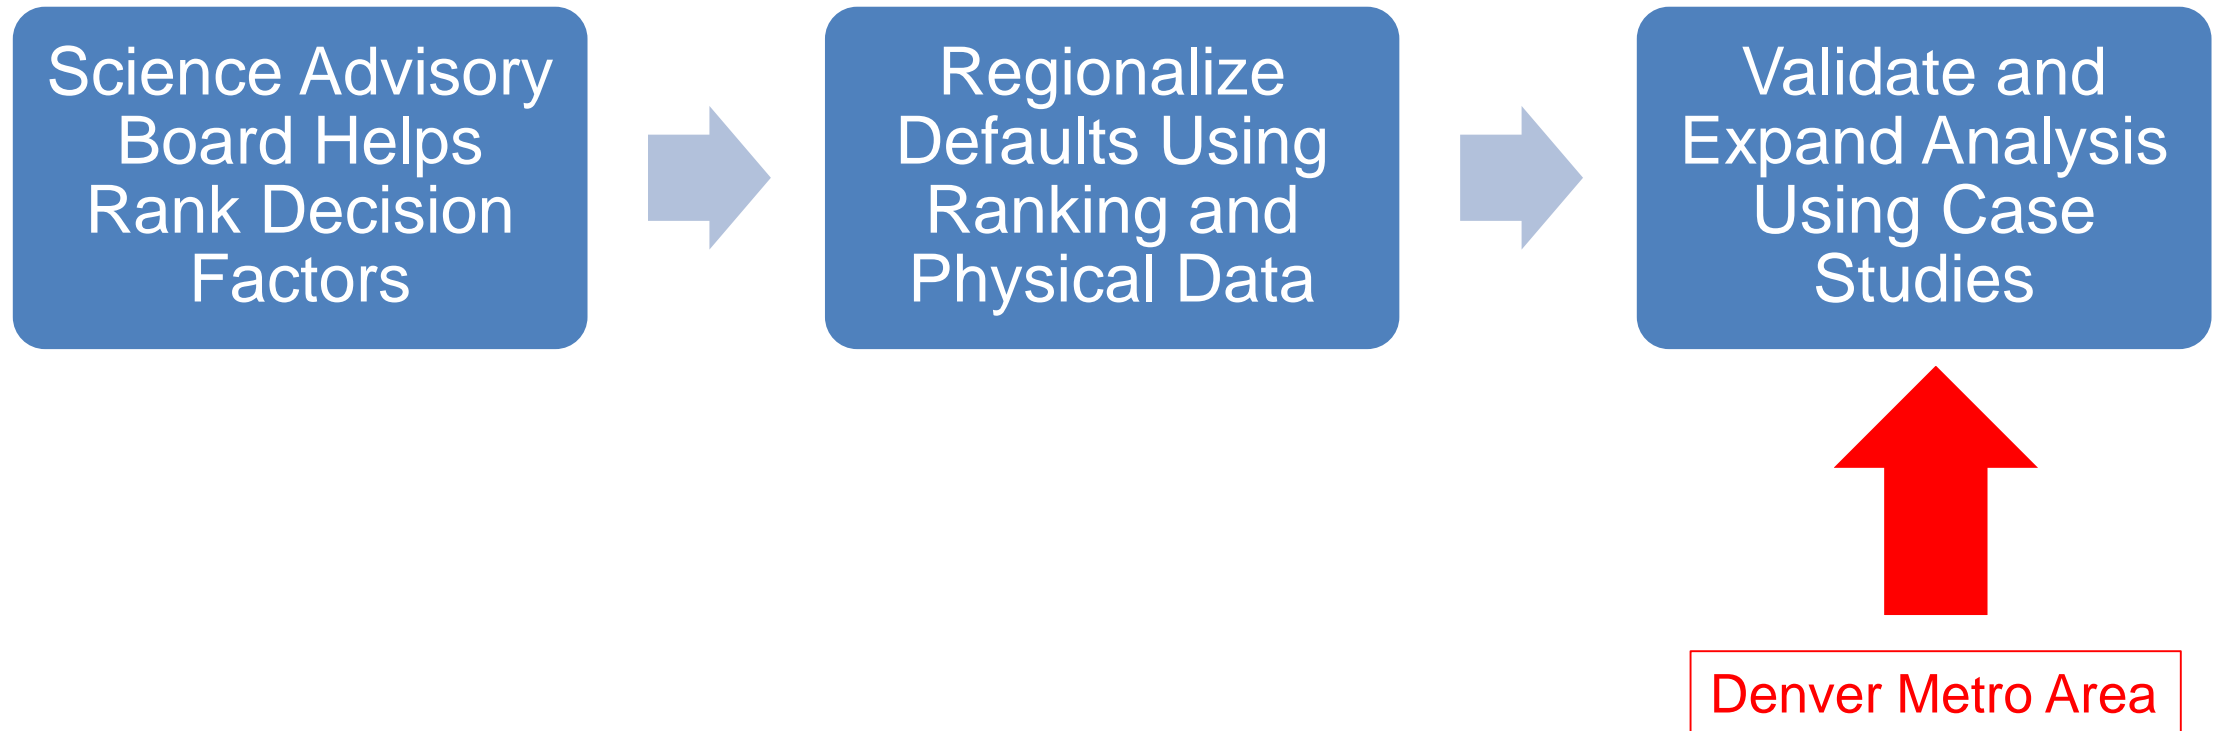 Science Advisory
Board Helps
Rank Decision
Factors
Regionalize
Defaults Using
Ranking and
Physical Data
Validate and
Expand Analysis
Using Case
Studies
Denver Metro Area